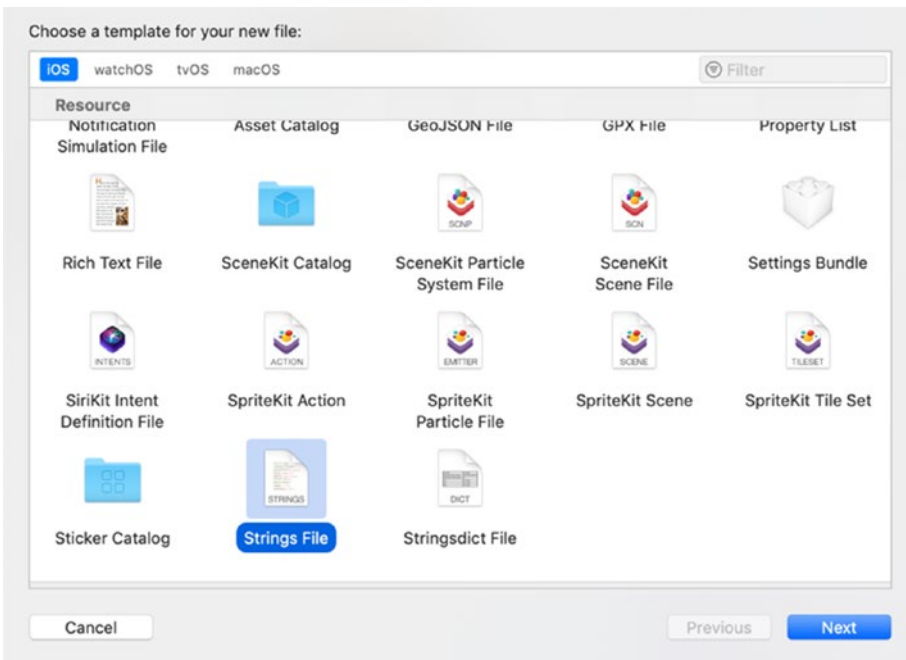 Choose a template for your new file:
iOS watchOS tvOS macOS Filter
Resource
Notification Asset Catalog GeoJSON File GPX File Property List
Simulation File
SCNP SCN
Rich Text File SceneKit Catalog SceneKit Particle SceneKit Settings Bundle
System File Scene File
INTENTS ACTION EMITTER SCENE TILESET
SiriKit Intent SpriteKit Action SpriteKit SpriteKit Scene SpriteKit Tile Set
Definition File Particle File
STRINGS DICT
Sticker Catalog Strings File Stringsdict File
Cancel Previous Next